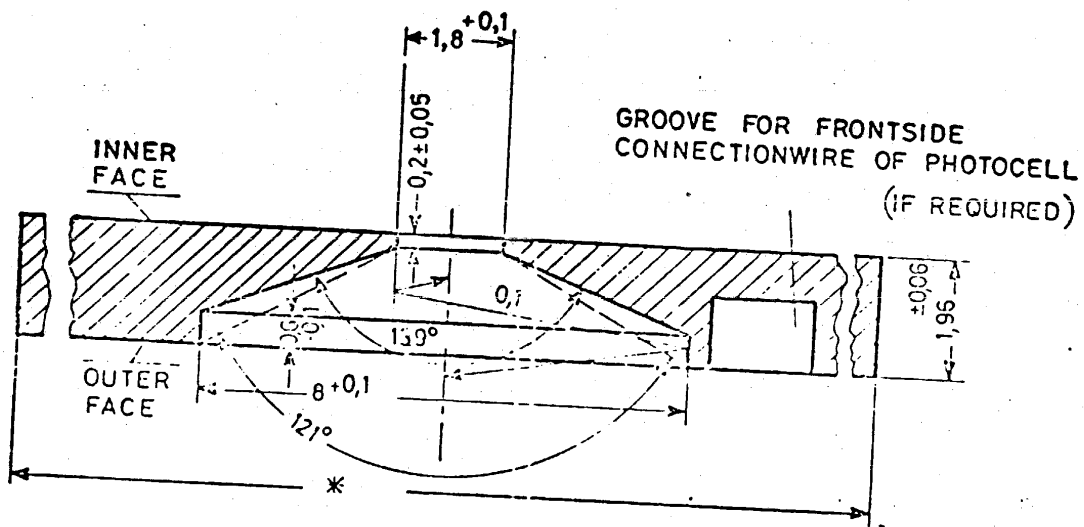 1,8 +0,1
0,2±0,05
GROOVE FOR FRONTSIDE
CONNECTIONWIRE OF PHOTOCELL
(IF REQUIRED)
INNER
FACE
±0,06
1,96
0,1
139°
OUTER
FACE
8 +0,1
121°
*